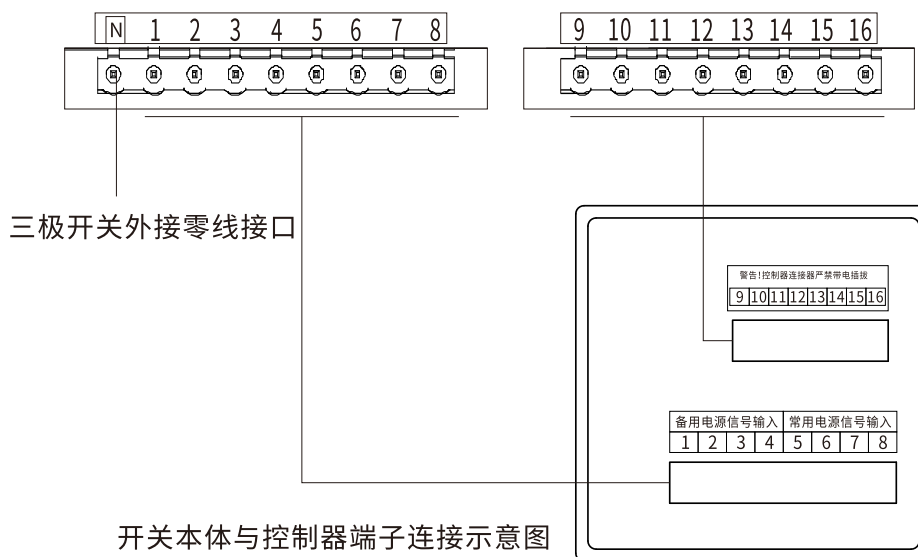 N 1 2 3 4 5 6 7 8
9 10 11 12 13 14 15 16
三极开关外接零线接口
警告!控制器连接器严禁带电插拔
9 10 11 12 13 14 15 16
备用电源信号输入 常用电源信号输入
1 2 3 4 5 6 7 8
开关本体与控制器端子连接示意图